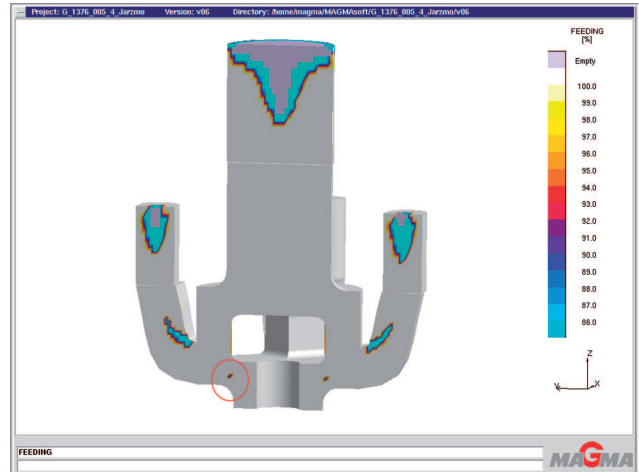 Project: G_1376_005_4_Jarzmo Version: v06 Directory: /home/magma/MAGMAsoft/G_1376_005_4_Jarzmo/v06
FEEDING
[%]
Empty
100.0
99.0
98.0
97.0
96.0
95.0
94.0
93.0
92.0
91.0
90.0
89.0
88.0
87.0
86.0
Z
Y
X
FEEDING
MAGMA